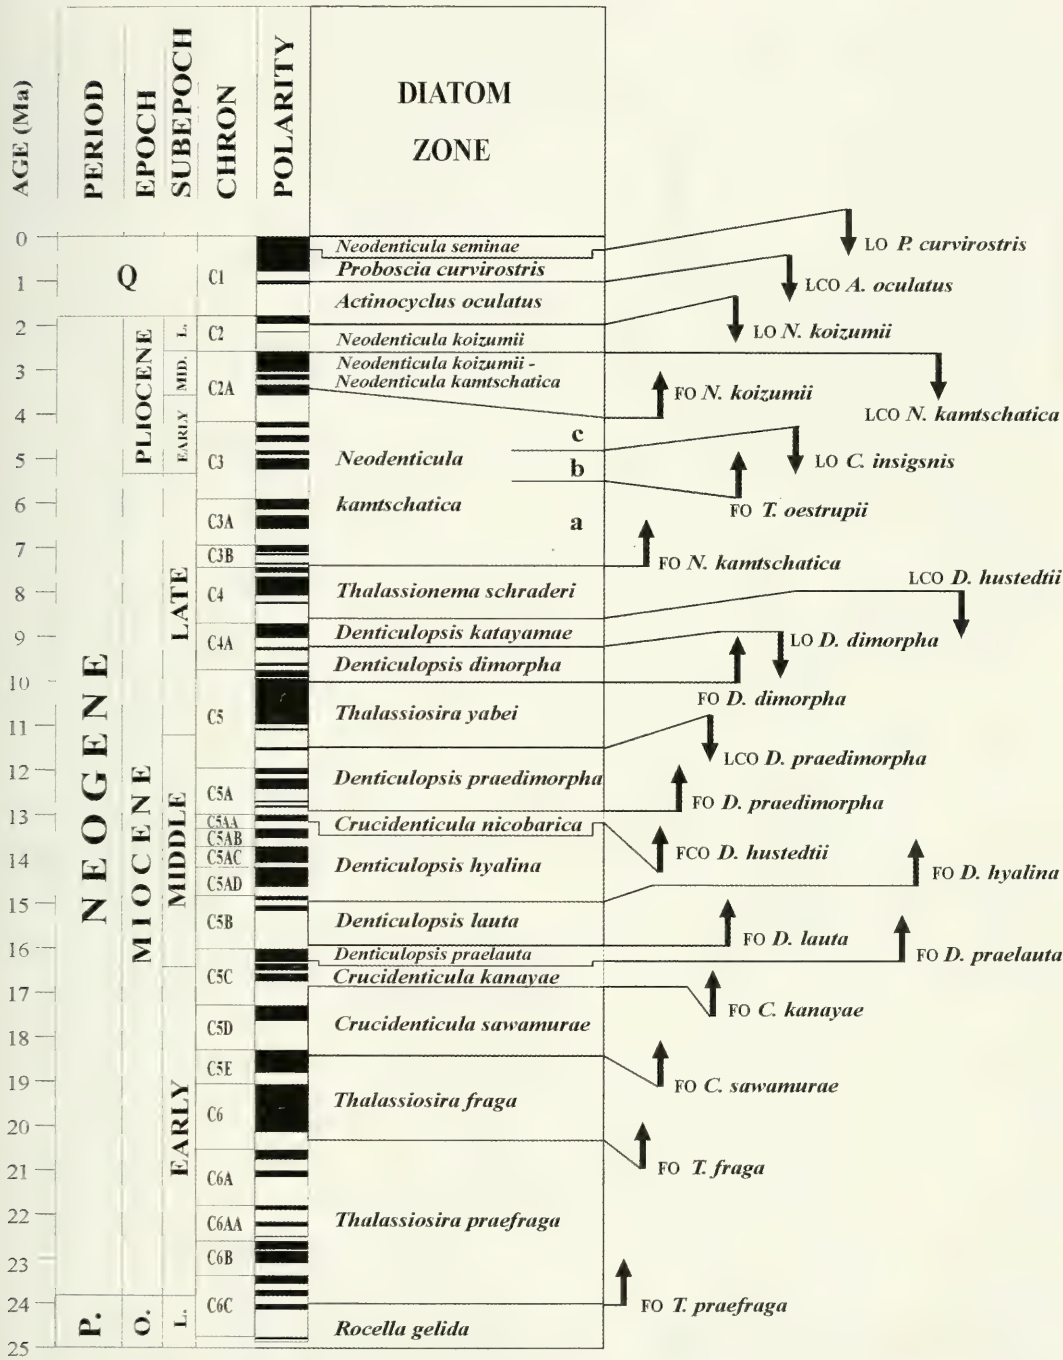 AGE (Ma)
PERIOD
EPOCH
SUBEPOCH
CHRON
POLARITY
DIATOM
ZONE
0
1
2
3
4
5
6
7
8
9
10
11
12
13
14
15
16
17
18
19
20
21
22
23
24
25
Q
NEOGENE
P.
PLIOCENE
MIOCENE
O.
L.
MID.
EARLY
LATE
MIDDLE
EARLY
L.
C1
C2
C2A
C3
C3A
C3B
C4
C4A
C5
C5A
C5AA
C5AB
C5AC
C5AD
C5B
C5C
C5D
C5E
C6
C6A
C6AA
C6B
C6C
Neodenticula seminae
Proboscia curvirostris
Actinocyclus oculatus
Neodenticula koizumii
Neodenticula koizumii -
Neodenticula kamtschatica
Neodenticula
kamtschatica
c
b
a
Thalassionema schraderi
Denticulopsis katayamae
Denticulopsis dimorpha
Thalassiosira yabei
Denticulopsis praedimorpha
Crucidenticula nicobarica
Denticulopsis hyalina
Denticulopsis lauta
Denticulopsis praelauta
Crucidenticula kanayae
Crucidenticula sawamurae
Thalassiosira fraga
Thalassiosira praefraga
Rocella gelida
LO P. curvirostris
LCO A. oculatus
LO N. koizumii
FO N. koizumii
LCO N. kamtschatica
LO C. insigsnis
FO T. oestrupii
FO N. kamtschatica
LCO D. hustedtii
LO D. dimorpha
FO D. dimorpha
LCO D. praedimorpha
FO D. praedimorpha
FCO D. hustedtii
FO D. hyalina
FO D. lauta
FO D. praelauta
FO C. kanayae
FO C. sawamurae
FO T. fraga
FO T. praefraga